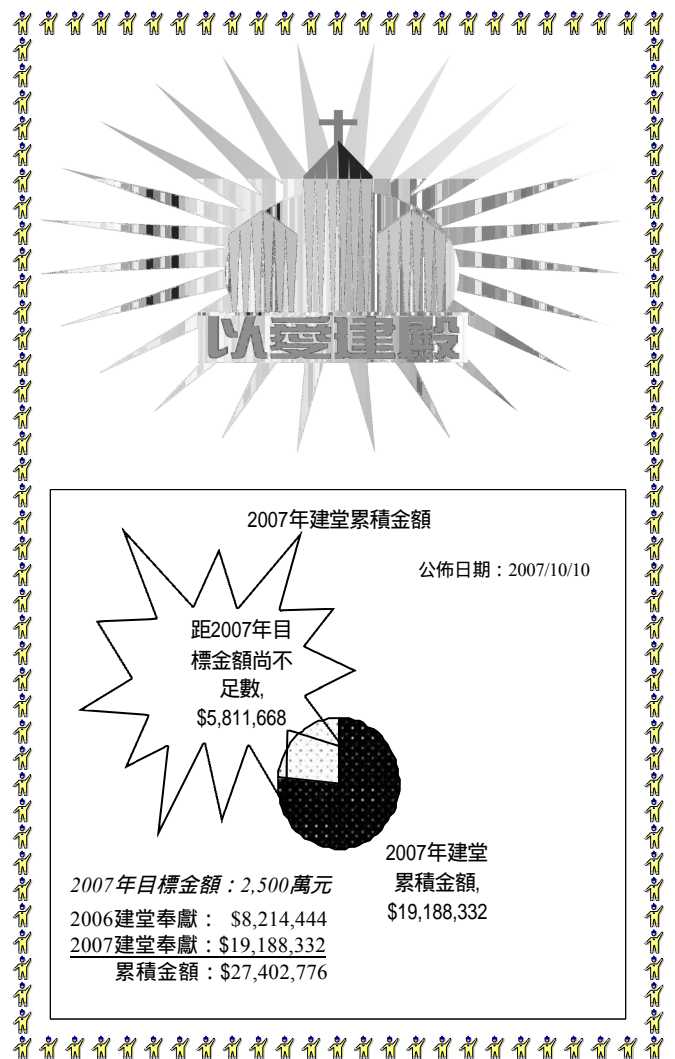 以愛建殿
2007年建堂累積金額
公佈日期：2007/10/10
距2007年目
標金額尚不
足數,
$5,811,668
2007年建堂
累積金額,
$19,188,332
2007年目標金額：2,500萬元
2006建堂奉獻： $8,214,444
2007建堂奉獻：$19,188,332
累積金額：$27,402,776